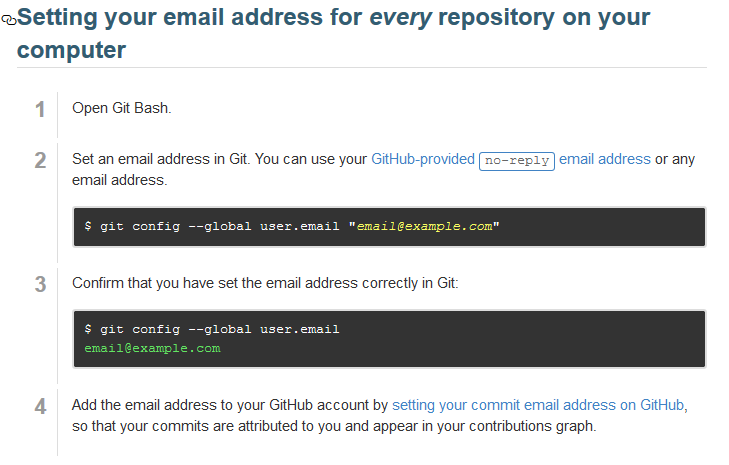 Setting your email address for every repository on your
computer
1 Open Git Bash.
2 Set an email address in Git. You can use your GitHub-provided no-reply email address or any
email address.
$ git config --global user.email "email@example.com"
3 Confirm that you have set the email address correctly in Git:
$ git config --global user.email
email@example.com
4 Add the email address to your GitHub account by setting your commit email address on GitHub,
so that your commits are attributed to you and appear in your contributions graph.